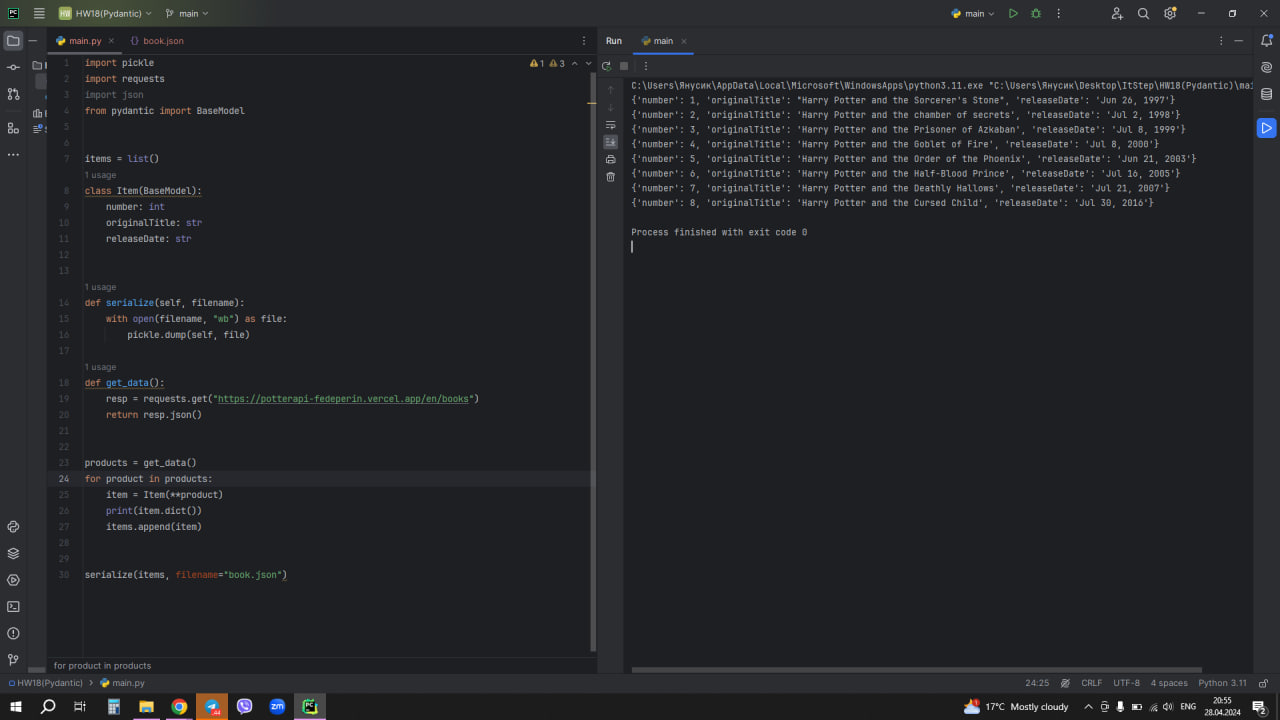 PC
HW HW18(Pydantic)
main
main
main.py
book.json
Run
main
1 import pickle
2 import requests
3 import json
4 from pydantic import BaseModel
5
6
7 items = list()
1 usage
8 class Item(BaseModel):
9 number: int
10 originalTitle: str
11 releaseDate: str
12
13
1 usage
14 def serialize(self, filename):
15 with open(filename, "wb") as file:
16 pickle.dump(self, file)
17
1 usage
18 def get_data():
19 resp = requests.get("https://potterapi-fedeperin.vercel.app/en/books")
20 return resp.json()
21
22
23 products = get_data()
24 for product in products:
25 item = Item(**product)
26 print(item.dict())
27 items.append(item)
28
29
30 serialize(items, filename="book.json")
1 3
for product in products
C:\Users\Янусик\AppData\Local\Microsoft\WindowsApps\python3.11.exe "C:\Users\Янусик\Desktop\ItStep\HW18(Pydantic)\mai
{'number': 1, 'originalTitle': "Harry Potter and the Sorcerer's Stone", 'releaseDate': 'Jun 26, 1997'}
{'number': 2, 'originalTitle': 'Harry Potter and the chamber of secrets', 'releaseDate': 'Jul 2, 1998'}
{'number': 3, 'originalTitle': 'Harry Potter and the Prisoner of Azkaban', 'releaseDate': 'Jul 8, 1999'}
{'number': 4, 'originalTitle': 'Harry Potter and the Goblet of Fire', 'releaseDate': 'Jul 8, 2000'}
{'number': 5, 'originalTitle': 'Harry Potter and the Order of the Phoenix', 'releaseDate': 'Jun 21, 2003'}
{'number': 6, 'originalTitle': 'Harry Potter and the Half-Blood Prince', 'releaseDate': 'Jul 16, 2005'}
{'number': 7, 'originalTitle': 'Harry Potter and the Deathly Hallows', 'releaseDate': 'Jul 21, 2007'}
{'number': 8, 'originalTitle': 'Harry Potter and the Cursed Child', 'releaseDate': 'Jul 30, 2016'}
Process finished with exit code 0
HW18(Pydantic) > main.py
24:25 CRLF UTF-8 4 spaces Python 3.11
17°C Mostly cloudy
ENG
20:55
28.04.2024
2